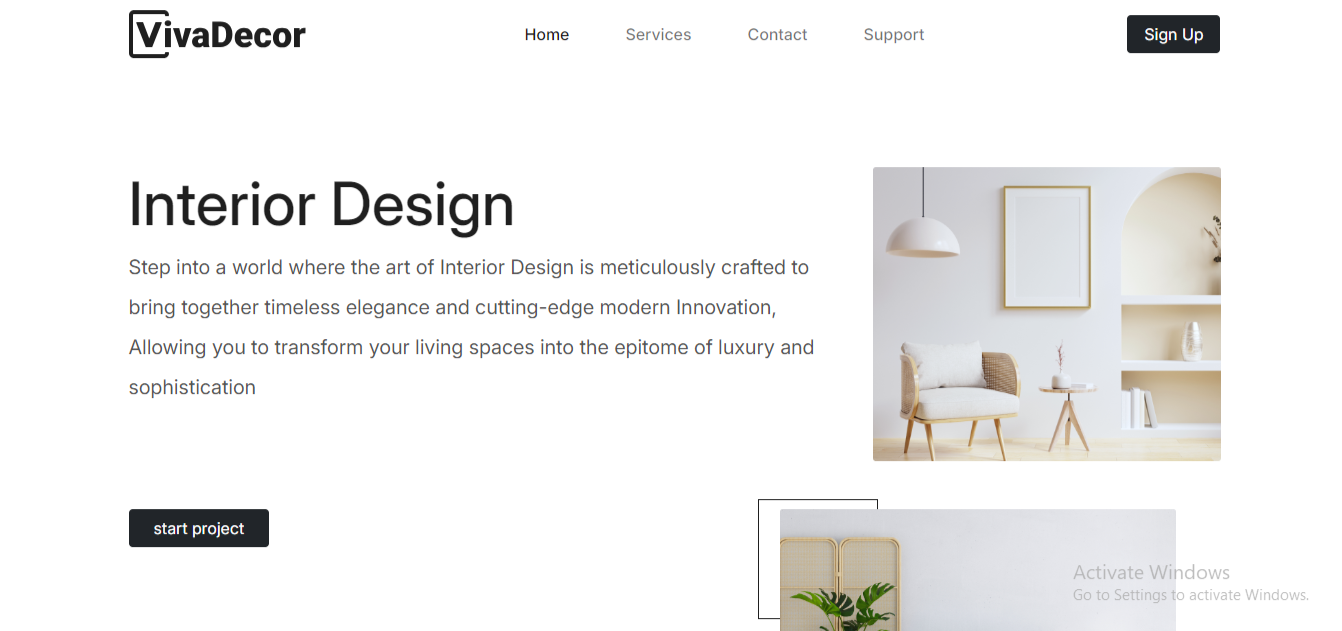 VivaDecor
Home
Services
Contact
Support
Sign Up
Interior Design
Step into a world where the art of Interior Design is meticulously crafted to
bring together timeless elegance and cutting-edge modern Innovation,
Allowing you to transform your living spaces into the epitome of luxury and
sophistication
start project
Activate Windows
Go to Settings to activate Windows.